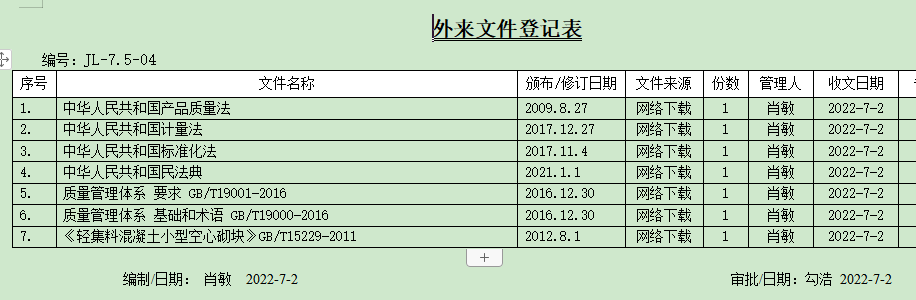 外来文件登记表
编号：JL-7.5-04
序号 文件名称 颁布/修订日期 文件来源 份数 管理人 收文日期
1. 中华人民共和国产品质量法 2009.8.27 网络下载 1 肖敏 2022-7-2
2. 中华人民共和国计量法 2017.12.27 网络下载 1 肖敏 2022-7-2
3. 中华人民共和国标准化法 2017.11.4 网络下载 1 肖敏 2022-7-2
4. 中华人民共和国民法典 2021.1.1 网络下载 1 肖敏 2022-7-2
5. 质量管理体系 要求 GB/T19001-2016 2016.12.30 网络下载 1 肖敏 2022-7-2
6. 质量管理体系 基础和术语 GB/T19000-2016 2016.12.30 网络下载 1 肖敏 2022-7-2
7. 《轻集料混凝土小型空心砌块》GB/T15229-2011 2012.8.1 网络下载 1 肖敏 2022-7-2
编制/日期： 肖敏 2022-7-2 审批/日期：勾浩 2022-7-2